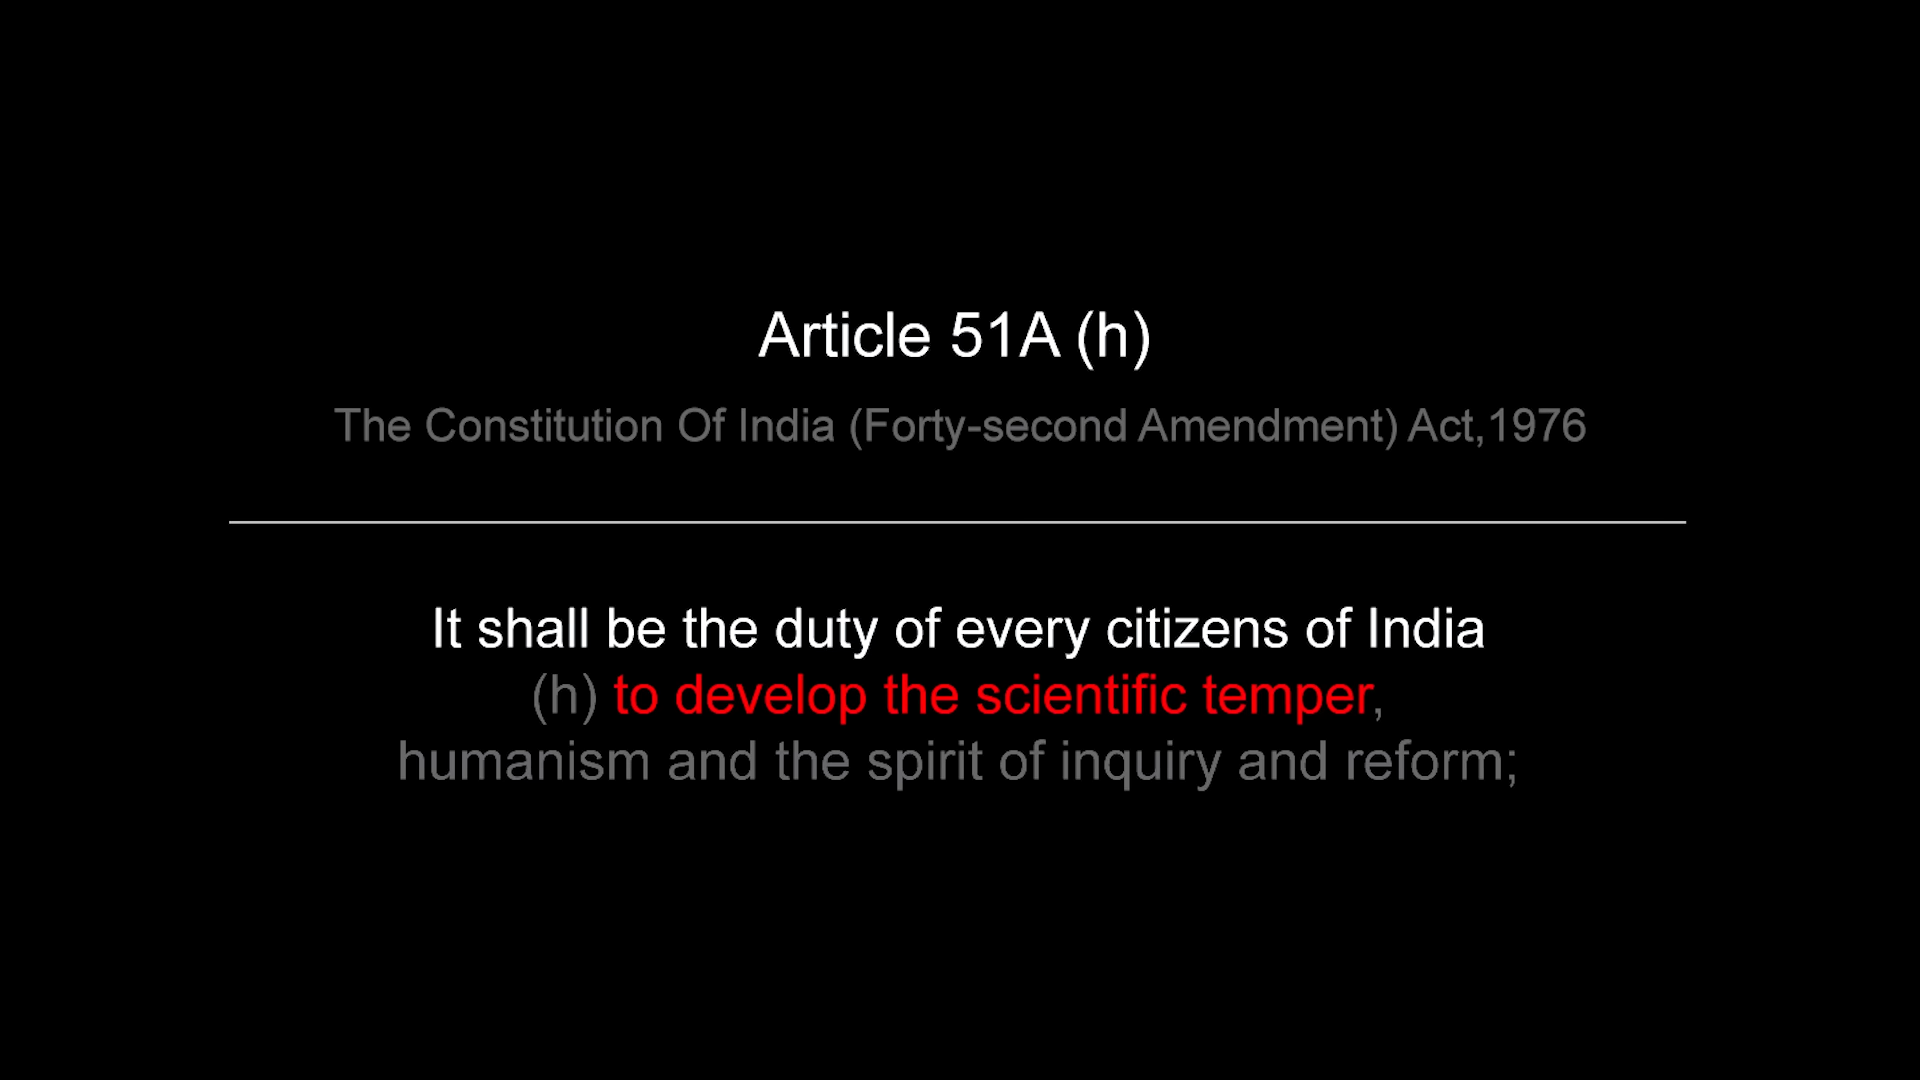 Article 51A (h)
The Constitution Of India (Forty-second Amendment) Act,1976
It shall be the duty of every citizens of India
(h) to develop the scientific temper,
humanism and the spirit of inquiry and reform;